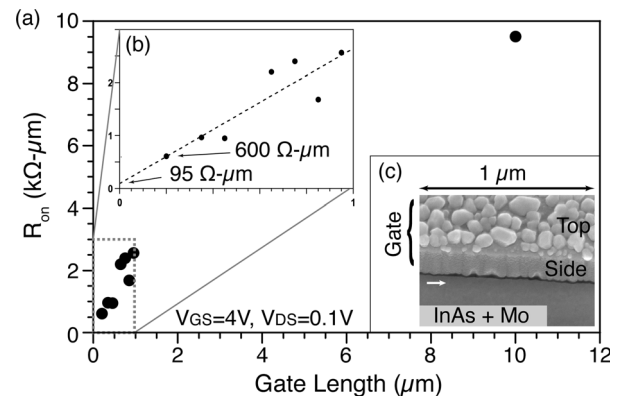 (a)
10
8
6
4
2
0
R_on (kΩ-µm)
(b)
2
1
0
600 Ω-µm
95 Ω-µm
0
1
(c)
1 µm
Gate
Top
Side
InAs + Mo
VGS=4V, VDS=0.1V
0
2
4
6
8
10
12
Gate Length (µm)